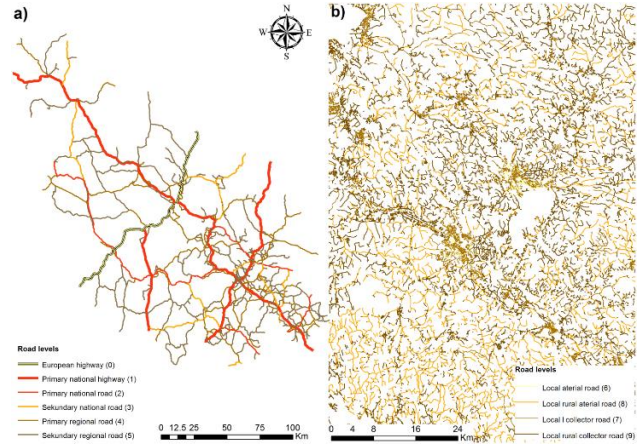 a)
N
W
E
S
Road levels
European highway (0)
Primary national highway (1)
Primary national road (2)
Sekundary national road (3)
Primary regional road (4)
Sekundary regional road (5)
0 12.5 25 50 75 100
Km
b)
Road levels
Local aterial road (6)
Local rural aterial road (8)
Local l collector road (7)
Local rural collector road (9)
0 4 8 16 24
Km